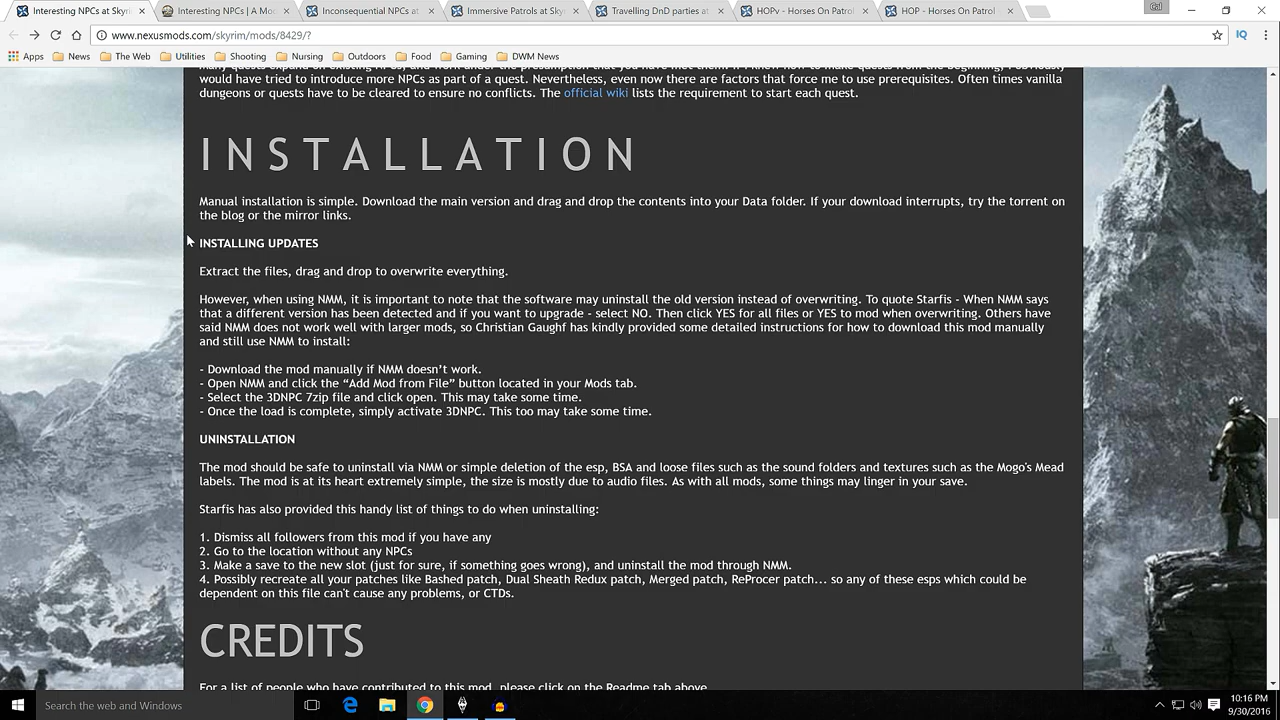 Interesting NPCs at Skyr
Interesting NPCs | A Mod
Inconsequential NPCs at
Immersive Patrols at Skyr
Travelling DnD parties at
HOPv - Horses On Patrol
HOP - Horses On Patrol
www.nexusmods.com/skyrim/mods/8429/?
Apps
News
The Web
Utilities
Shooting
Nursing
Outdoors
Food
Gaming
DWM News
would have tried to introduce more NPCs as part of a quest. Nevertheless, even now there are factors that force me to use prerequisites. Often times vanilla
dungeons or quests have to be cleared to ensure no conflicts. The official wiki lists the requirement to start each quest.
INSTALLATION
Manual installation is simple. Download the main version and drag and drop the contents into your Data folder. If your download interrupts, try the torrent on
the blog or the mirror links.
INSTALLING UPDATES
Extract the files, drag and drop to overwrite everything.
However, when using NMM, it is important to note that the software may uninstall the old version instead of overwriting. To quote Starfis - When NMM says
that a different version has been detected and if you want to upgrade - select NO. Then click YES for all files or YES to mod when overwriting. Others have
said NMM does not work well with larger mods, so Christian Gaughf has kindly provided some detailed instructions for how to download this mod manually
and still use NMM to install:
- Download the mod manually if NMM doesn't work.
- Open NMM and click the “Add Mod from File” button located in your Mods tab.
- Select the 3DNPC 7zip file and click open. This may take some time.
- Once the load is complete, simply activate 3DNPC. This too may take some time.
UNINSTALLATION
The mod should be safe to uninstall via NMM or simple deletion of the esp, BSA and loose files such as the sound folders and textures such as the Mogo's Mead
labels. The mod is at its heart extremely simple, the size is mostly due to audio files. As with all mods, some things may linger in your save.
Starfis has also provided this handy list of things to do when uninstalling:
1. Dismiss all followers from this mod if you have any
2. Go to the location without any NPCs
3. Make a save to the new slot (just for sure, if something goes wrong), and uninstall the mod through NMM.
4. Possibly recreate all your patches like Bashed patch, Dual Sheath Redux patch, Merged patch, ReProcer patch... so any of these esps which could be
dependent on this file can't cause any problems, or CTDs.
CREDITS
For a list of people who have contributed to this mod, please click on the Readme tab above
Search the web and Windows
10:16 PM
9/30/2016